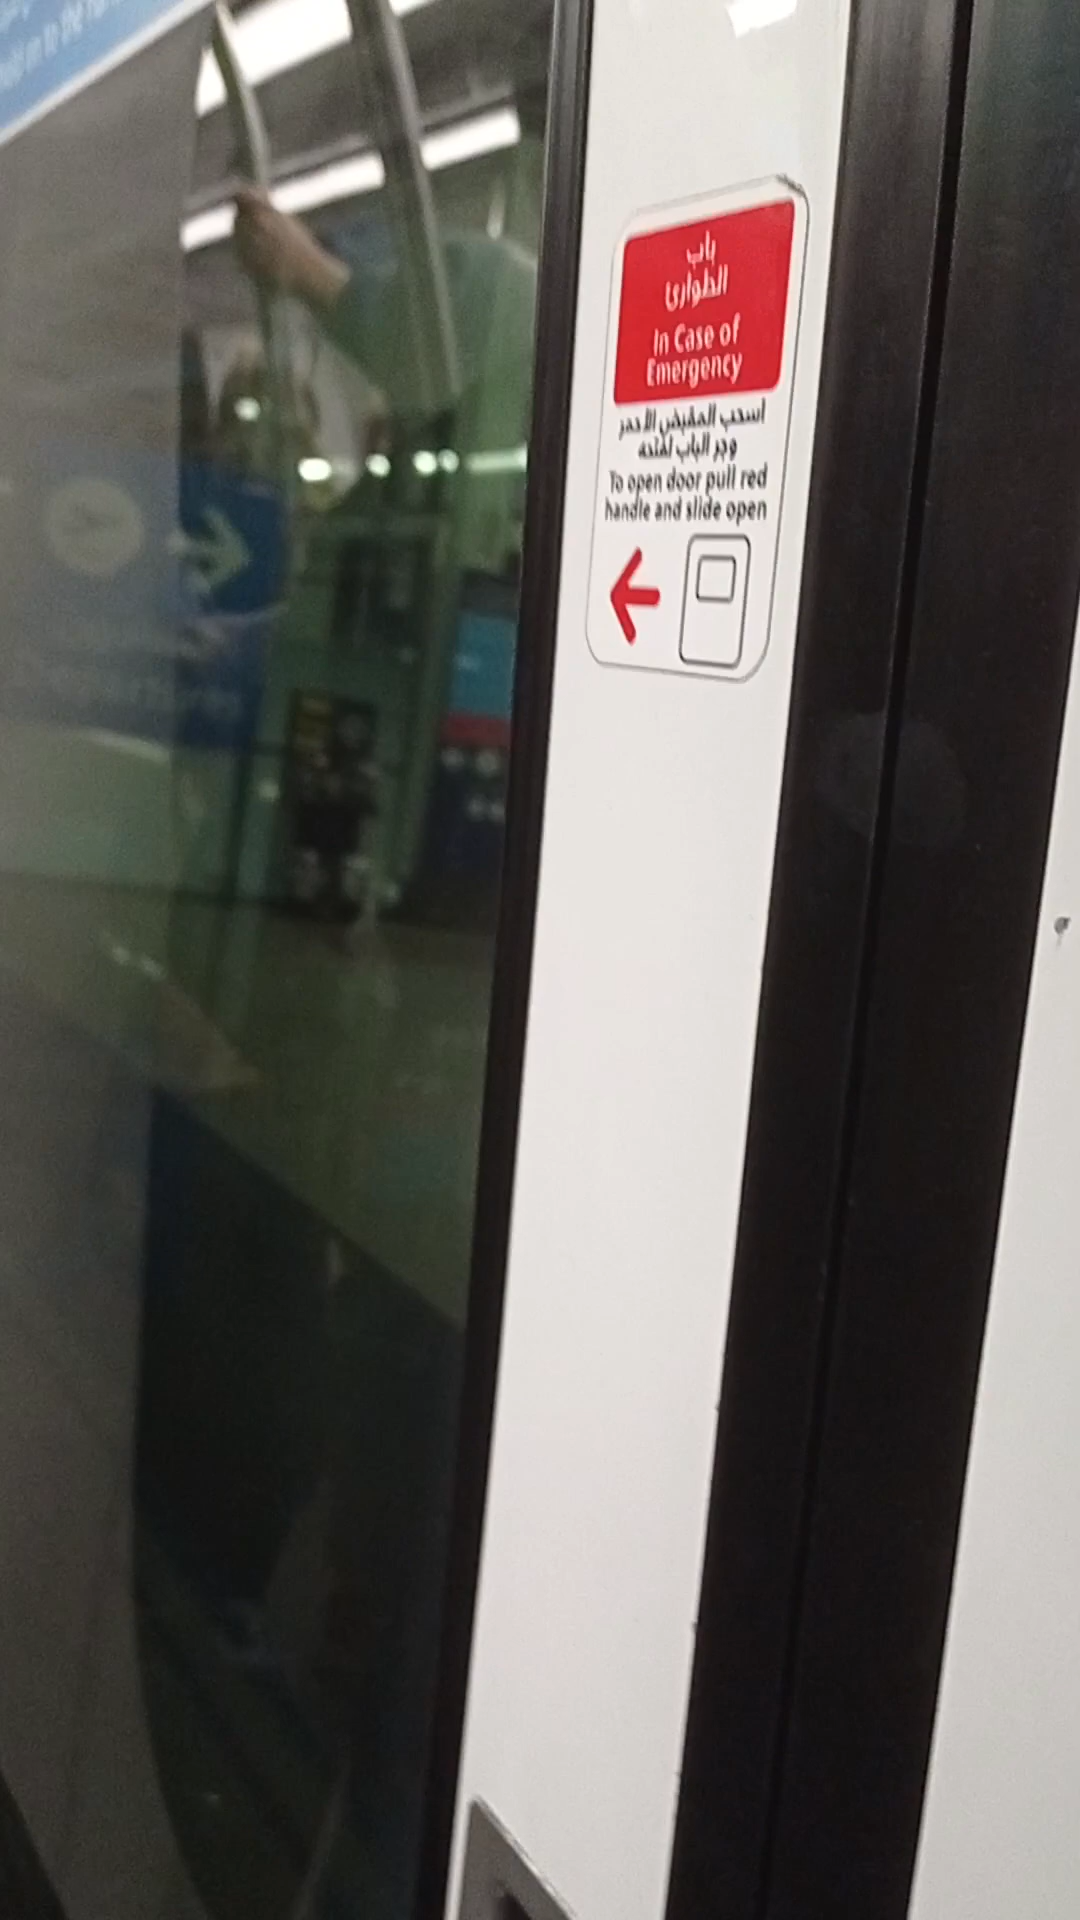 باب
الطوارئ
In Case of
Emergency
اسحب المقبض الأحمر
وجر الباب لفتحه
To open door pull red
handle and slide open